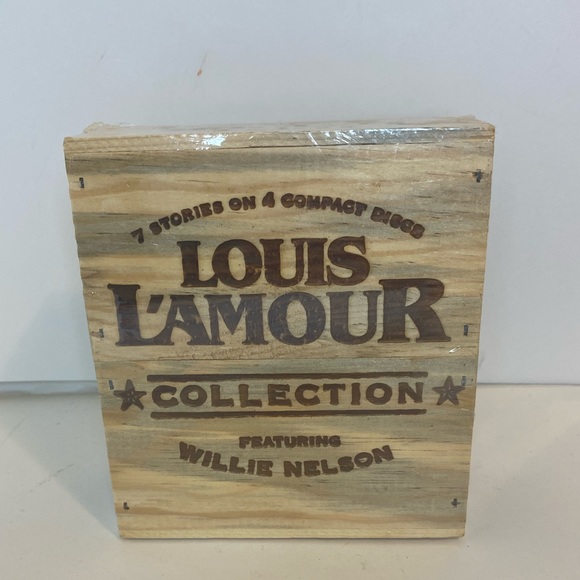 7 STORIES ON 4 COMPACT DISCS
LOUIS
L'AMOUR
COLLECTION
FEATURING
WILLIE NELSON